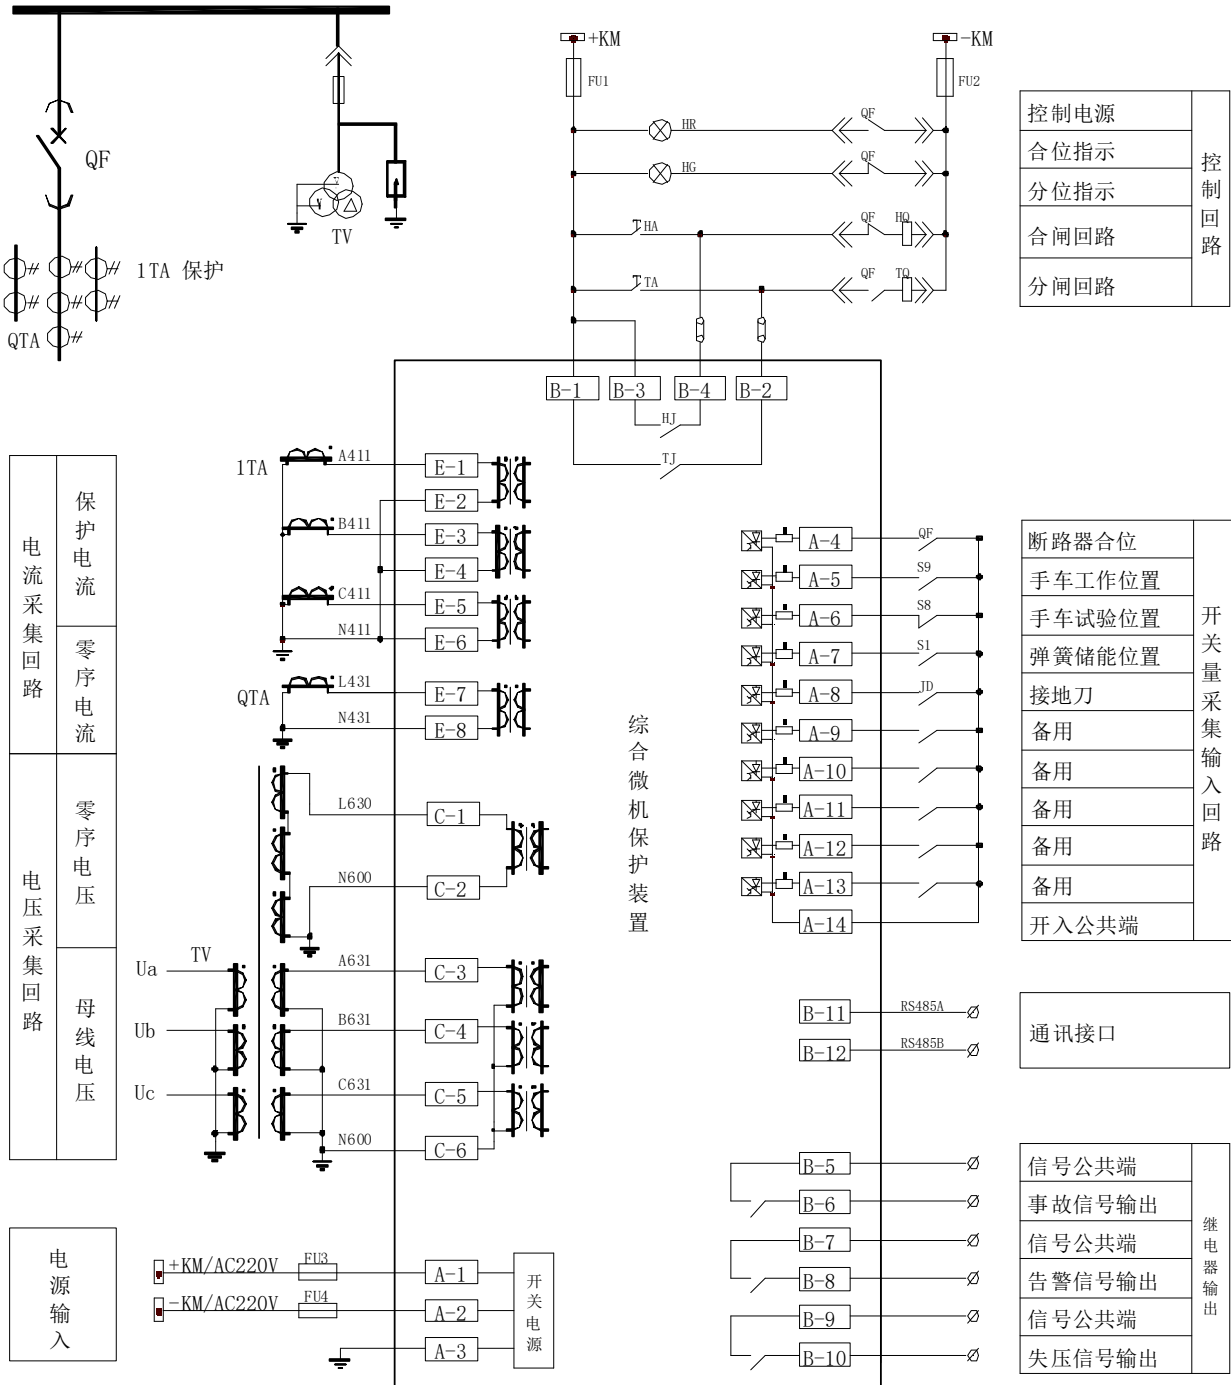 +KM
-KM
FU1
FU2
HR
QF
HG
QF
HA
QF
HQ
TA
QF
TQ
控制电源
合位指示
分位指示
合闸回路
分闸回路
控制回路
QF
TV
1TA 保护
QTA
B-1
B-3
B-4
B-2
HJ
TJ
电流采集回路
保护电流
零序电流
电压采集回路
零序电压
母线电压
1TA
A411
E-1
E-2
B411
E-3
E-4
C411
E-5
N411
E-6
QTA
L431
E-7
N431
E-8
L630
C-1
N600
C-2
TV
Ua
A631
C-3
Ub
B631
C-4
Uc
C631
C-5
N600
C-6
综合微机保护装置
A-4
QF
断路器合位
A-5
S9
手车工作位置
A-6
S8
手车试验位置
A-7
S1
弹簧储能位置
A-8
JD
接地刀
A-9
备用
A-10
备用
A-11
备用
A-12
备用
A-13
备用
A-14
开入公共端
开关量采集输入回路
B-11
RS485A
B-12
RS485B
通讯接口
B-5
信号公共端
B-6
事故信号输出
B-7
信号公共端
B-8
告警信号输出
B-9
信号公共端
B-10
失压信号输出
继电器输出
电源输入
+KM/AC220V
FU3
A-1
-KM/AC220V
FU4
A-2
A-3
开关电源